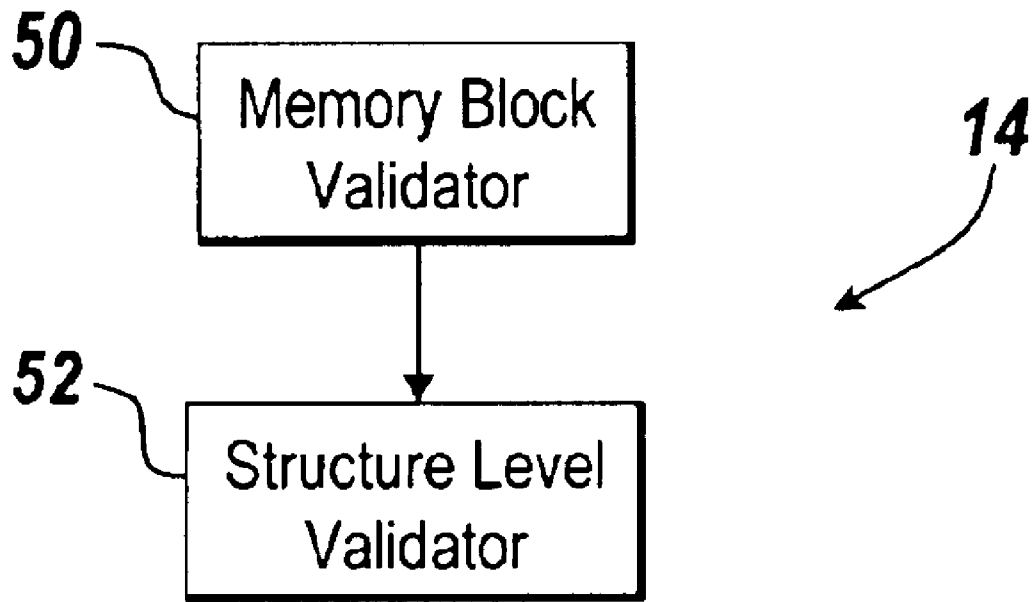 50
Memory Block
Validator
14
52
Structure Level
Validator